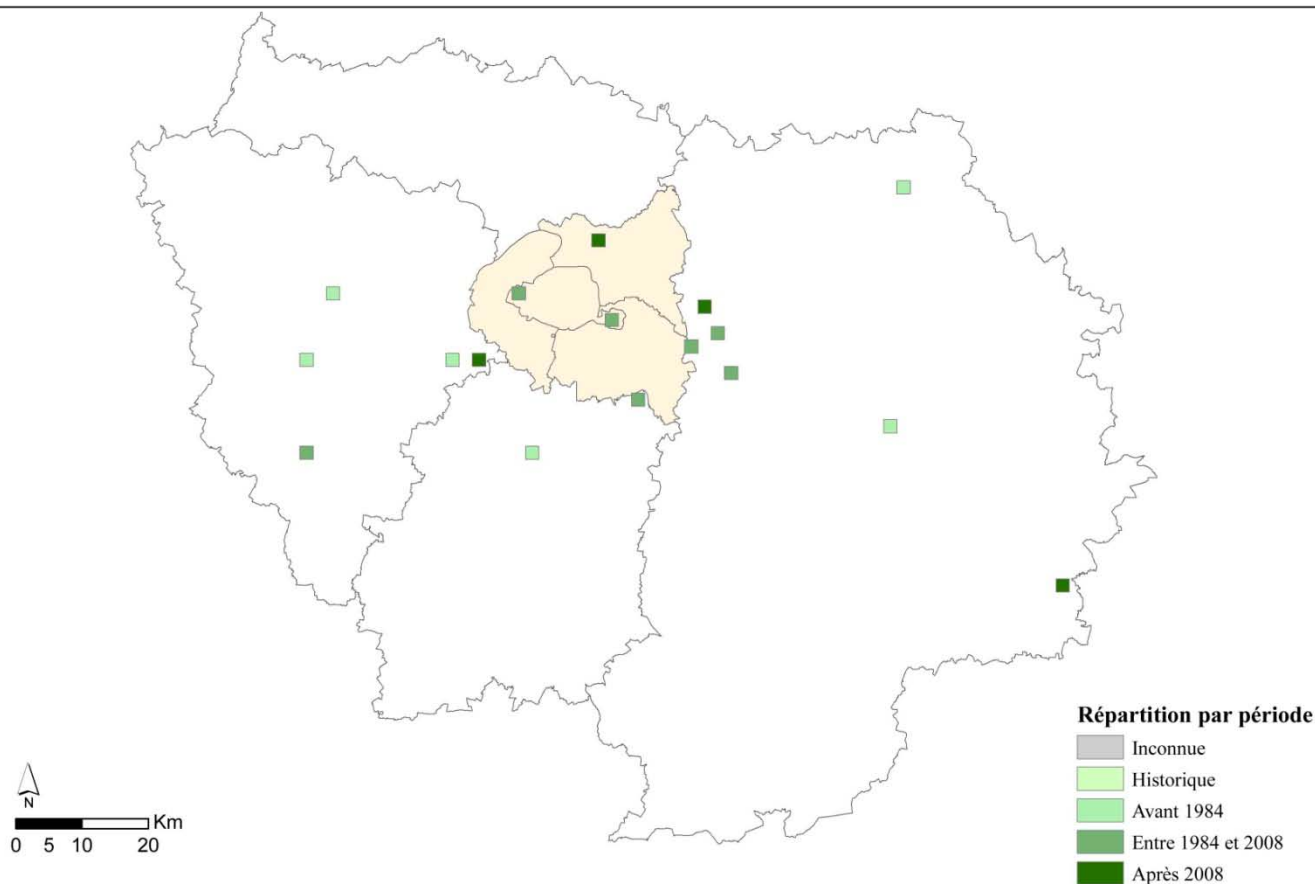 Répartition par période
Inconnue
Historique
Avant 1984
Entre 1984 et 2008
Après 2008
N
Km
0 5 10 20